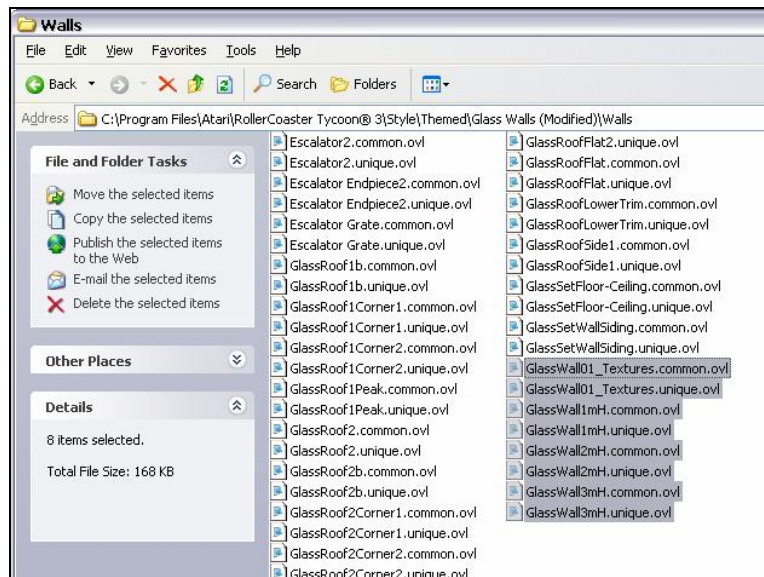 Walls
File Edit View Favorites Tools Help
Back Search Folders
Address C:\Program Files\Atari\RollerCoaster Tycoon® 3\Style\Themed\Glass Walls (Modified)\Walls
File and Folder Tasks
Move the selected items
Copy the selected items
Publish the selected items
to the Web
E-mail the selected items
Delete the selected items
Other Places
Details
8 items selected.
Total File Size: 168 KB
Escalator2.common.ovl
Escalator2.unique.ovl
Escalator Endpiece2.common.ovl
Escalator Endpiece2.unique.ovl
Escalator Grate.common.ovl
Escalator Grate.unique.ovl
GlassRoof1b.common.ovl
GlassRoof1b.unique.ovl
GlassRoof1Corner1.common.ovl
GlassRoof1Corner1.unique.ovl
GlassRoof1Corner2.common.ovl
GlassRoof1Corner2.unique.ovl
GlassRoof1Peak.common.ovl
GlassRoof1Peak.unique.ovl
GlassRoof2.common.ovl
GlassRoof2.unique.ovl
GlassRoof2b.common.ovl
GlassRoof2b.unique.ovl
GlassRoof2Corner1.common.ovl
GlassRoof2Corner1.unique.ovl
GlassRoof2Corner2.common.ovl
GlassRoof2Corner2.unique.ovl
GlassRoofFlat2.unique.ovl
GlassRoofFlat.common.ovl
GlassRoofFlat.unique.ovl
GlassRoofLowerTrim.common.ovl
GlassRoofLowerTrim.unique.ovl
GlassRoofSide1.common.ovl
GlassRoofSide1.unique.ovl
GlassSetFloor-Ceiling.common.ovl
GlassSetFloor-Ceiling.unique.ovl
GlassSetWallSiding.common.ovl
GlassSetWallSiding.unique.ovl
GlassWall01_Textures.common.ovl
GlassWall01_Textures.unique.ovl
GlassWall1mH.common.ovl
GlassWall1mH.unique.ovl
GlassWall2mH.common.ovl
GlassWall2mH.unique.ovl
GlassWall3mH.common.ovl
GlassWall3mH.unique.ovl